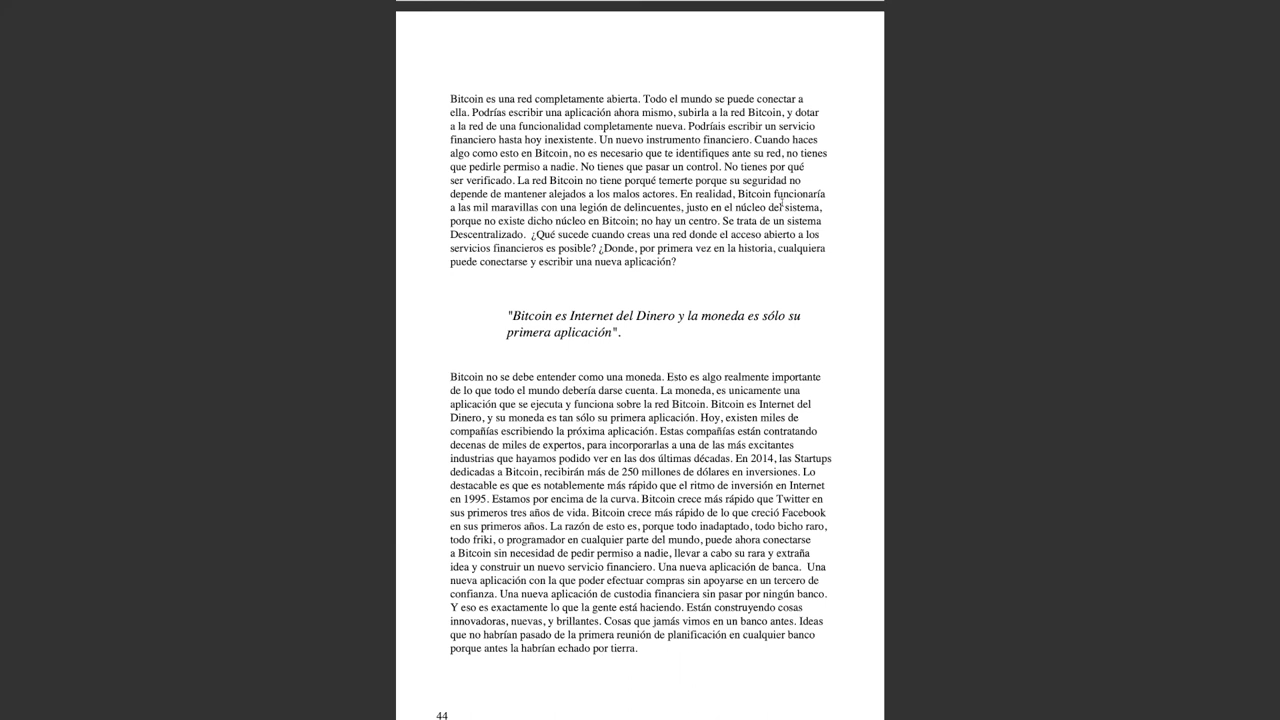 Bitcoin es una red completamente abierta. Todo el mundo se puede conectar a
ella. Podrías escribir una aplicación ahora mismo, subirla a la red Bitcoin, y dotar
a la red de una funcionalidad completamente nueva. Podríais escribir un servicio
financiero hasta hoy inexistente. Un nuevo instrumento financiero. Cuando haces
algo como esto en Bitcoin, no es necesario que te identifiques ante su red, no tienes
que pedirle permiso a nadie. No tienes que pasar un control. No tienes por qué
ser verificado. La red Bitcoin no tiene porqué temerte porque su seguridad no
depende de mantener alejados a los malos actores. En realidad, Bitcoin funcionaría
a las mil maravillas con una legión de delincuentes, justo en el núcleo del sistema,
porque no existe dicho núcleo en Bitcoin; no hay un centro. Se trata de un sistema
Descentralizado.  ¿Qué sucede cuando creas una red donde el acceso abierto a los
servicios financieros es posible? ¿Donde, por primera vez en la historia, cualquiera
puede conectarse y escribir una nueva aplicación?
"Bitcoin es Internet del Dinero y la moneda es sólo su
primera aplicación".
Bitcoin no se debe entender como una moneda. Esto es algo realmente importante
de lo que todo el mundo debería darse cuenta. La moneda, es unicamente una
aplicación que se ejecuta y funciona sobre la red Bitcoin. Bitcoin es Internet del
Dinero, y su moneda es tan sólo su primera aplicación. Hoy, existen miles de
compañías escribiendo la próxima aplicación. Estas compañías están contratando
decenas de miles de expertos, para incorporarlas a una de las más excitantes
industrias que hayamos podido ver en las dos últimas décadas. En 2014, las Startups
dedicadas a Bitcoin, recibirán más de 250 millones de dólares en inversiones. Lo
destacable es que es notablemente más rápido que el ritmo de inversión en Internet
en 1995. Estamos por encima de la curva. Bitcoin crece más rápido que Twitter en
sus primeros tres años de vida. Bitcoin crece más rápido de lo que creció Facebook
en sus primeros años. La razón de esto es, porque todo inadaptado, todo bicho raro,
todo friki, o programador en cualquier parte del mundo, puede ahora conectarse
a Bitcoin sin necesidad de pedir permiso a nadie, llevar a cabo su rara y extraña
idea y construir un nuevo servicio financiero. Una nueva aplicación de banca.  Una
nueva aplicación con la que poder efectuar compras sin apoyarse en un tercero de
confianza. Una nueva aplicación de custodia financiera sin pasar por ningún banco.
Y eso es exactamente lo que la gente está haciendo. Están construyendo cosas
innovadoras, nuevas, y brillantes. Cosas que jamás vimos en un banco antes. Ideas
que no habrían pasado de la primera reunión de planificación en cualquier banco
porque antes la habrían echado por tierra.
44